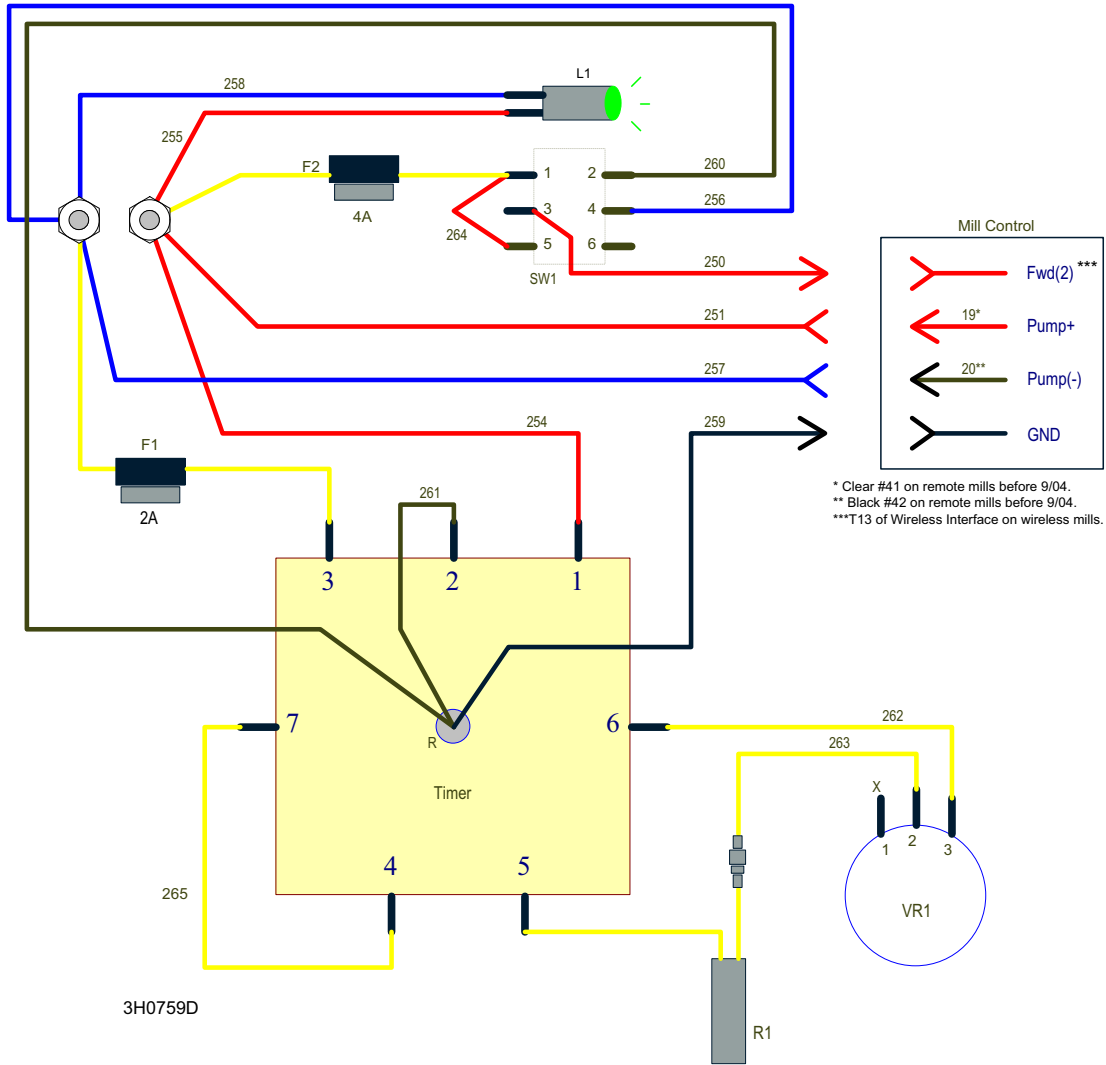 L1
258
255
F2
4A
1
2
3
4
5
6
SW1
264
260
256
250
251
257
254
259
Mill Control
Fwd(2) ***
19*
Pump+
20**
Pump(-)
GND
* Clear #41 on remote mills before 9/04.
** Black #42 on remote mills before 9/04.
***T13 of Wireless Interface on wireless mills.
F1
2A
261
3
2
1
7
6
R
Timer
4
5
265
262
263
X
1
2
3
VR1
R1
3H0759D